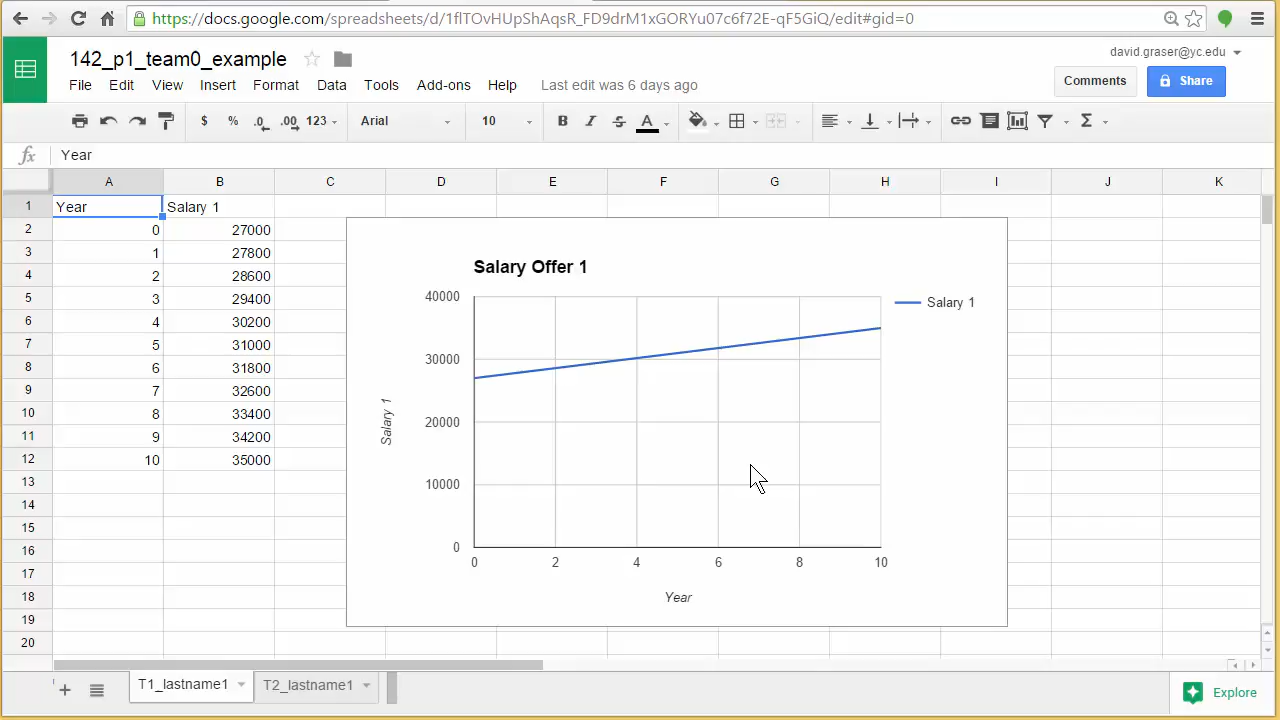 https://docs.google.com/spreadsheets/d/1flTOrHUpShAqsR_FD9drM1xGORYu07c6f22E-qF5GiQ/edit#gid=0
142_p1_team0_example
david.graser@yc.edu
File Edit View Insert Format Data Tools Add-ons Help Last edit was 6 days ago
Comments
Share
$ % .0 .00 123 Arial 10 B I S A Σ
fx Year
A B C D E F G H I J K
1 Year Salary 1
2 0 27000
3 1 27800
4 2 28600
5 3 29400
6 4 30200
7 5 31000
8 6 31800
9 7 32600
10 8 33400
11 9 34200
12 10 35000
13
14
15
16
17
18
19
20
Salary Offer 1
40000
30000
20000
10000
0
Salary 1
0 2 4 6 8 10
Year
Salary 1
T1_lastname1
T2_lastname1
Explore